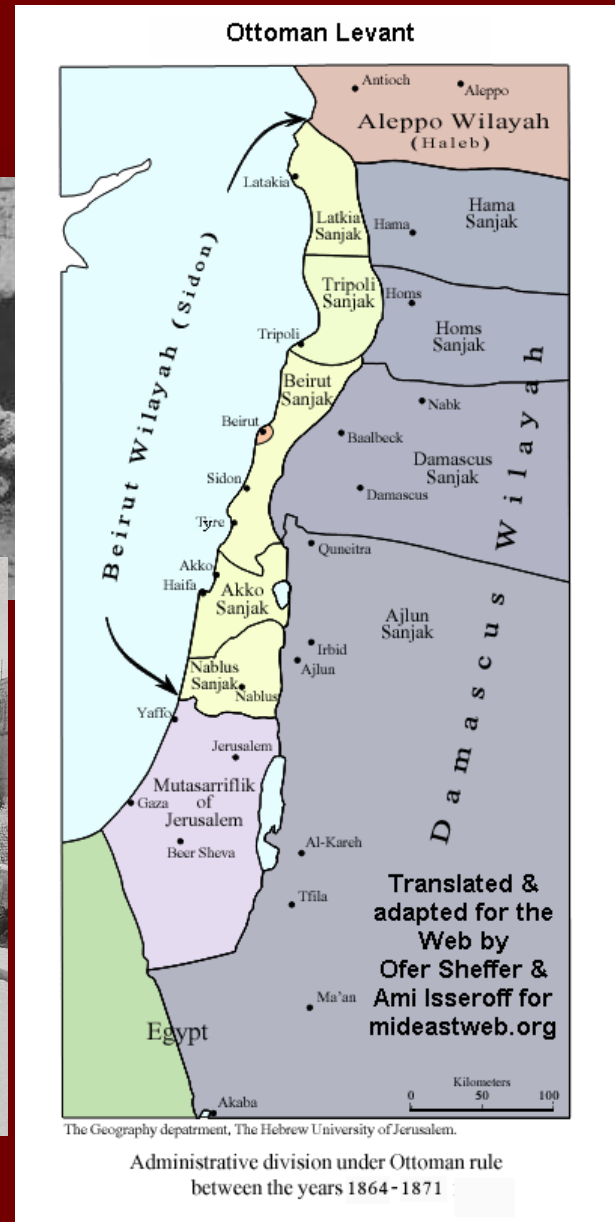 Ottoman Levant
Antioch
Aleppo
Aleppo Wilayah
(Haleb)
Latakia
Latkia
Sanjak
Hama
Hama
Sanjak
Tripoli
Sanjak
Homs
Homs
Sanjak
Tripoli
Beirut
Sanjak
Beirut
Nabk
Baalbeck
Damascus
Sanjak
Damascus
Sidon
Tyre
Beirut Wilayah (Sidon)
Damascus Wilayah
Quneitra
Akko
Haifa
Akko
Sanjak
Ajlun
Sanjak
Irbid
Ajlun
Nablus
Sanjak
Nablus
Yaffo
Jerusalem
Mutasarriflik
of
Jerusalem
Gaza
Beer Sheva
Al-Kareh
Tfila
Ma'an
Egypt
Akaba
Translated &
adapted for the
Web by
Ofer Sheffer &
Ami Isseroff for
mideastweb.org
Kilometers
0 50 100
The Geography depatrment, The Hebrew University of Jerusalem.
Administrative division under Ottoman rule
between the years 1864-1871